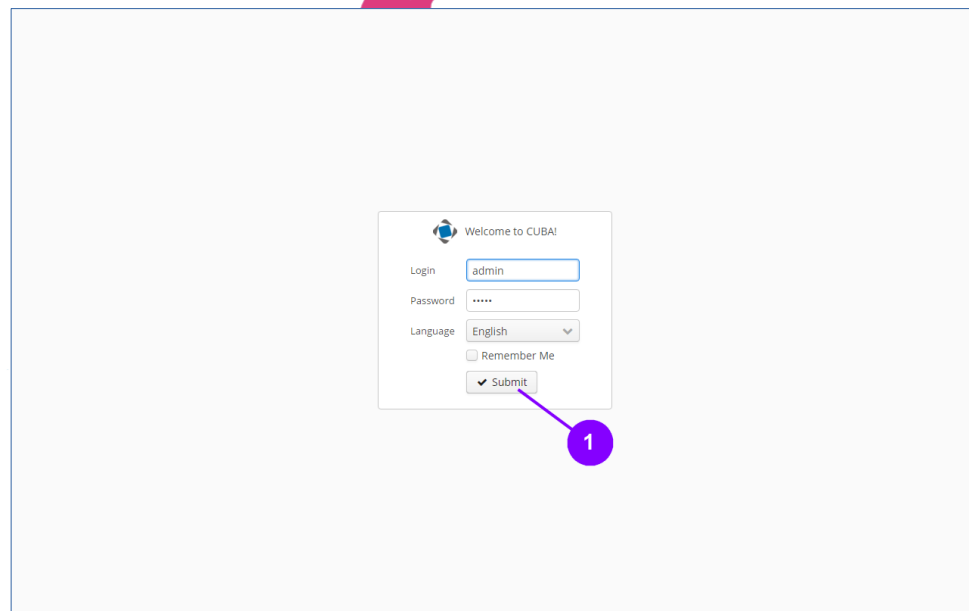 Welcome to CUBA!
Login admin
Password •••••
Language English
Remember Me
Submit
1